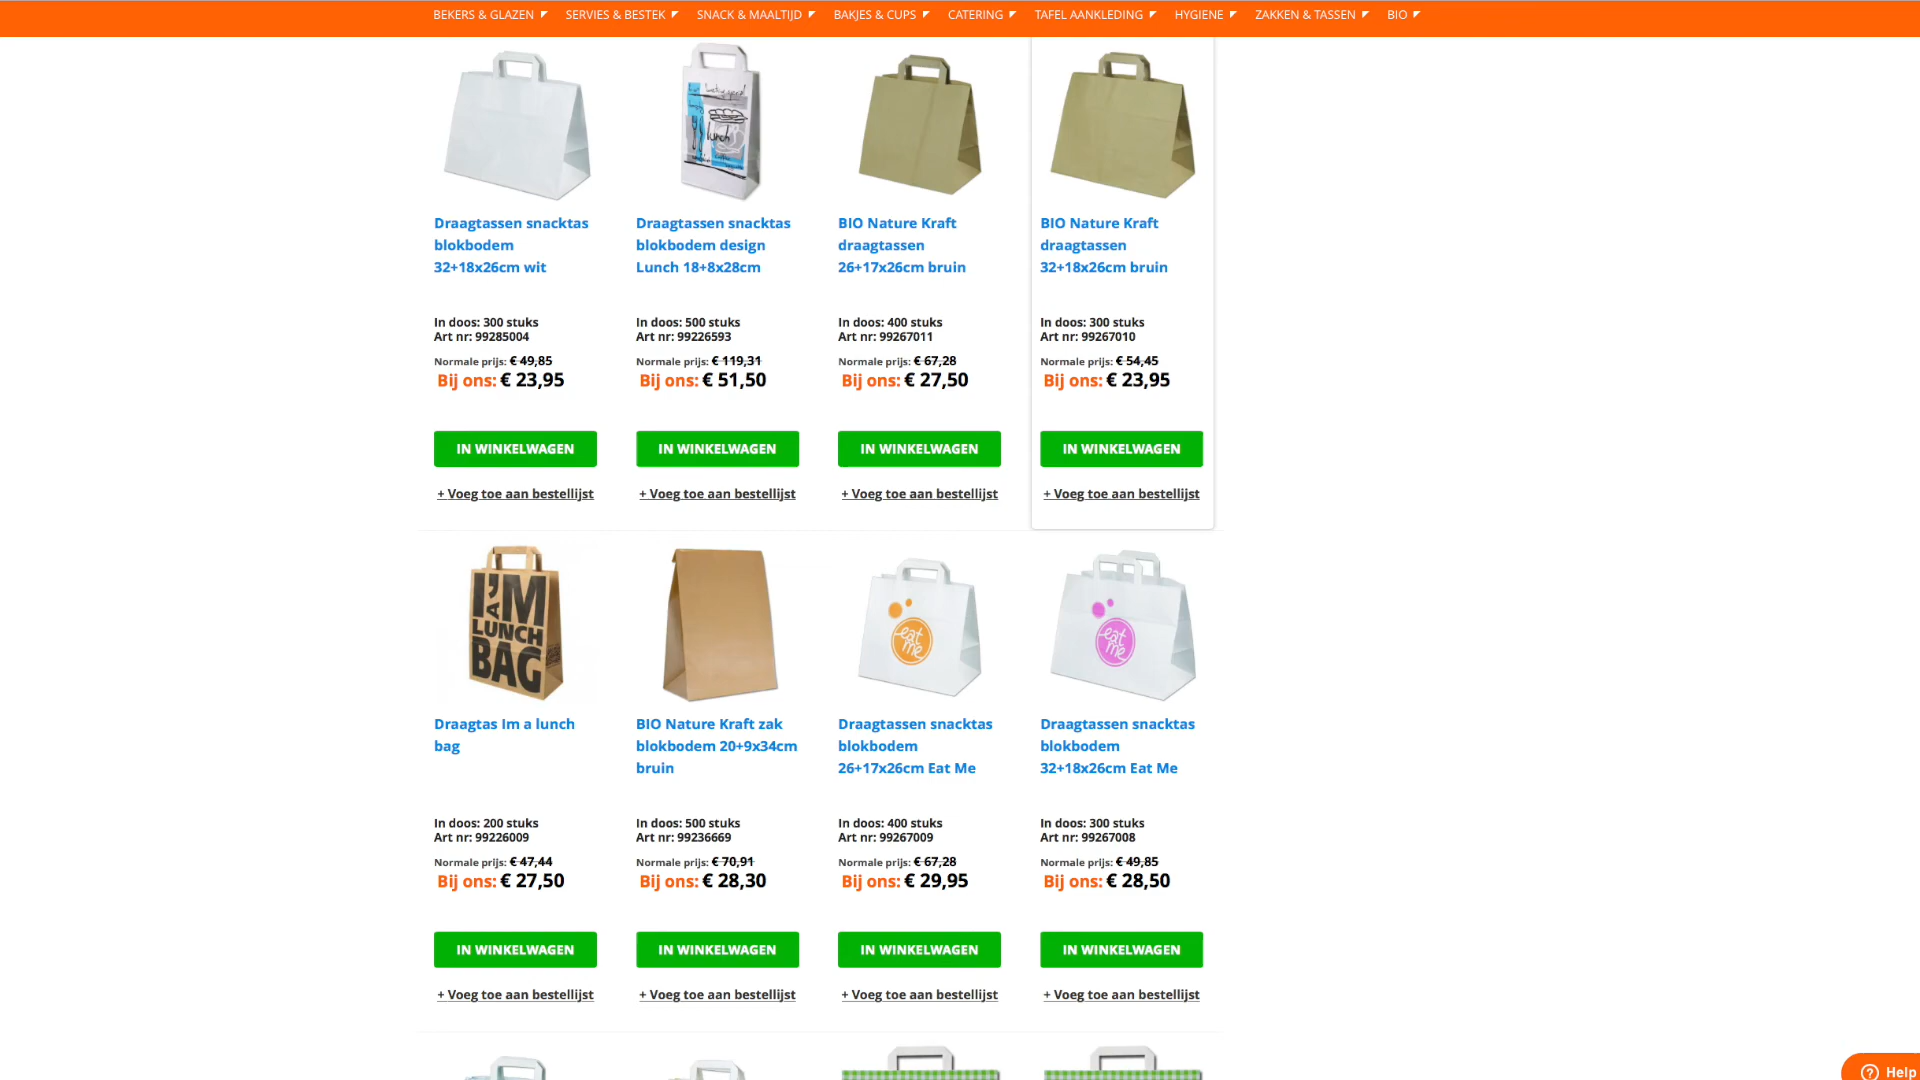 BEKERS & GLAZEN SERVIES & BESTEK SNACK & MAALTIJD BAKJES & CUPS CATERING TAFEL AANKLEDING HYGIENE ZAKKEN & TASSEN BIO
lunch
Draagtassen snacktas
blokbodem
32+18x26cm wit
In doos: 300 stuks
Art nr: 99285004
Normale prijs: € 49,85
Bij ons: € 23,95
IN WINKELWAGEN
+ Voeg toe aan bestellijst
Draagtassen snacktas
blokbodem design
Lunch 18+8x28cm
In doos: 500 stuks
Art nr: 99226593
Normale prijs: € 119,31
Bij ons: € 51,50
IN WINKELWAGEN
+ Voeg toe aan bestellijst
BIO Nature Kraft
draagtassen
26+17x26cm bruin
In doos: 400 stuks
Art nr: 99267011
Normale prijs: € 67,28
Bij ons: € 27,50
IN WINKELWAGEN
+ Voeg toe aan bestellijst
BIO Nature Kraft
draagtassen
32+18x26cm bruin
In doos: 300 stuks
Art nr: 99267010
Normale prijs: € 54,45
Bij ons: € 23,95
IN WINKELWAGEN
+ Voeg toe aan bestellijst
I'M
A
LUNCH
BAG
Draagtas Im a lunch
bag
In doos: 200 stuks
Art nr: 99226009
Normale prijs: € 47,44
Bij ons: € 27,50
IN WINKELWAGEN
+ Voeg toe aan bestellijst
BIO Nature Kraft zak
blokbodem 20+9x34cm
bruin
In doos: 500 stuks
Art nr: 99236669
Normale prijs: € 70,91
Bij ons: € 28,30
IN WINKELWAGEN
+ Voeg toe aan bestellijst
eat
me
Draagtassen snacktas
blokbodem
26+17x26cm Eat Me
In doos: 400 stuks
Art nr: 99267009
Normale prijs: € 67,28
Bij ons: € 29,95
IN WINKELWAGEN
+ Voeg toe aan bestellijst
eat
me
Draagtassen snacktas
blokbodem
32+18x26cm Eat Me
In doos: 300 stuks
Art nr: 99267008
Normale prijs: € 49,85
Bij ons: € 28,50
IN WINKELWAGEN
+ Voeg toe aan bestellijst
Help